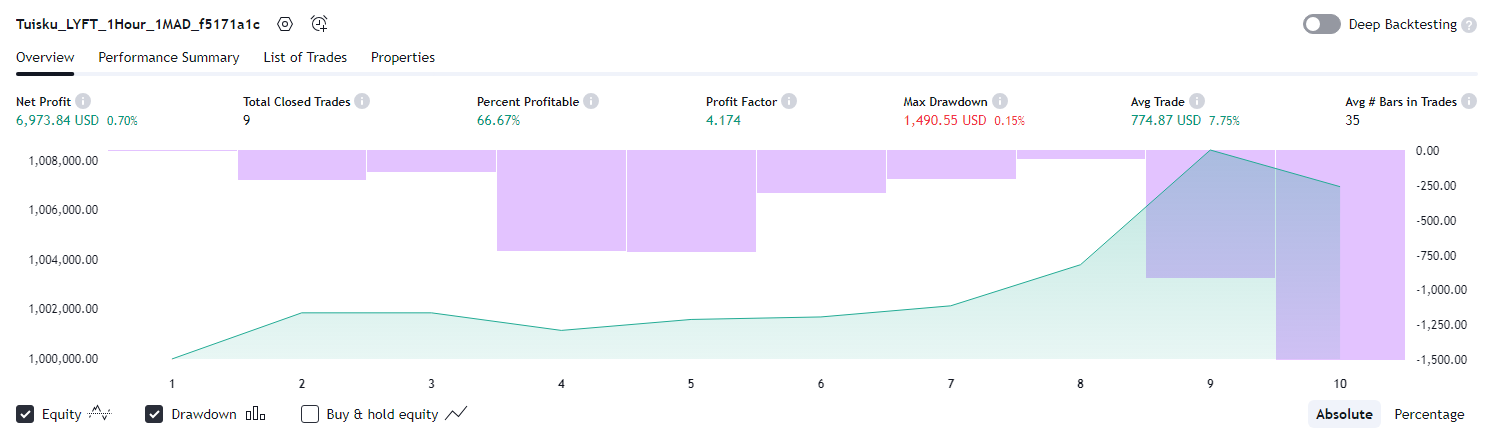 Tuisku_LYFT_1Hour_1MAD_f5171a1c Deep Backtesting ?
Overview Performance Summary List of Trades Properties
Net Profit i Total Closed Trades i Percent Profitable i Profit Factor i Max Drawdown i Avg Trade i Avg # Bars in Trades i
6,973.84 USD 0.70% 9 66.67% 4.174 1,490.55 USD 0.15% 774.87 USD 7.75% 35
1,008,000.00 0.00
1,006,000.00 -250.00
1,004,000.00 -500.00
1,002,000.00 -750.00
1,000,000.00 -1,000.00
-1,250.00
-1,500.00
1 2 3 4 5 6 7 8 9 10
Equity Drawdown Buy & hold equity Absolute Percentage